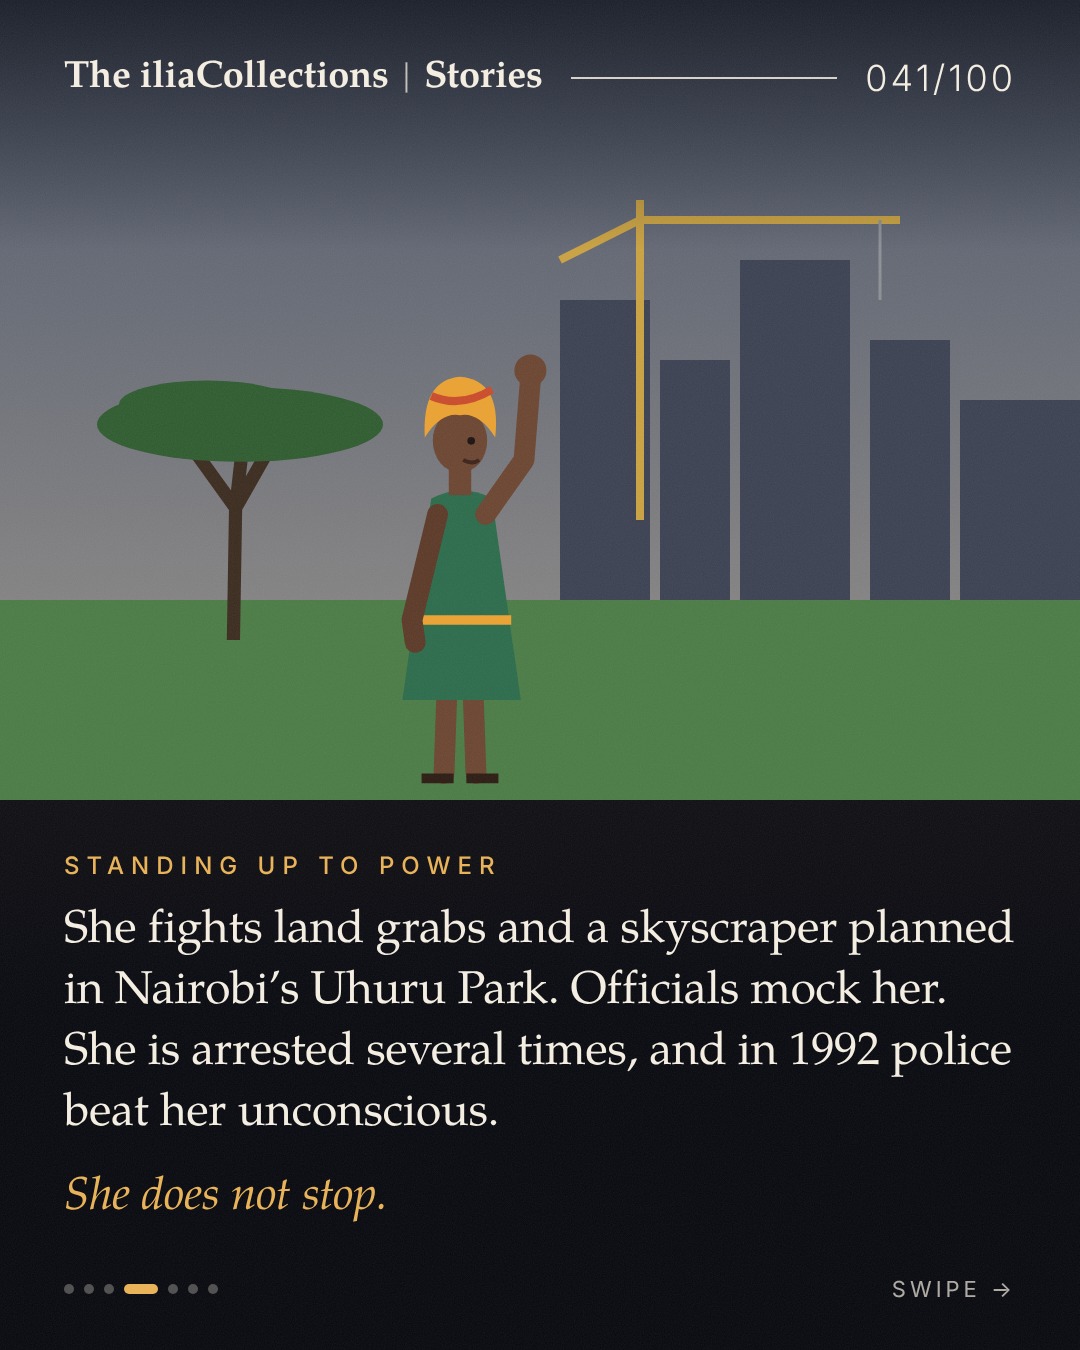 The iliaCollections | Stories 041/100
STANDING UP TO POWER
She fights land grabs and a skyscraper planned
in Nairobi’s Uhuru Park. Officials mock her.
She is arrested several times, and in 1992 police
beat her unconscious.
She does not stop.
SWIPE →